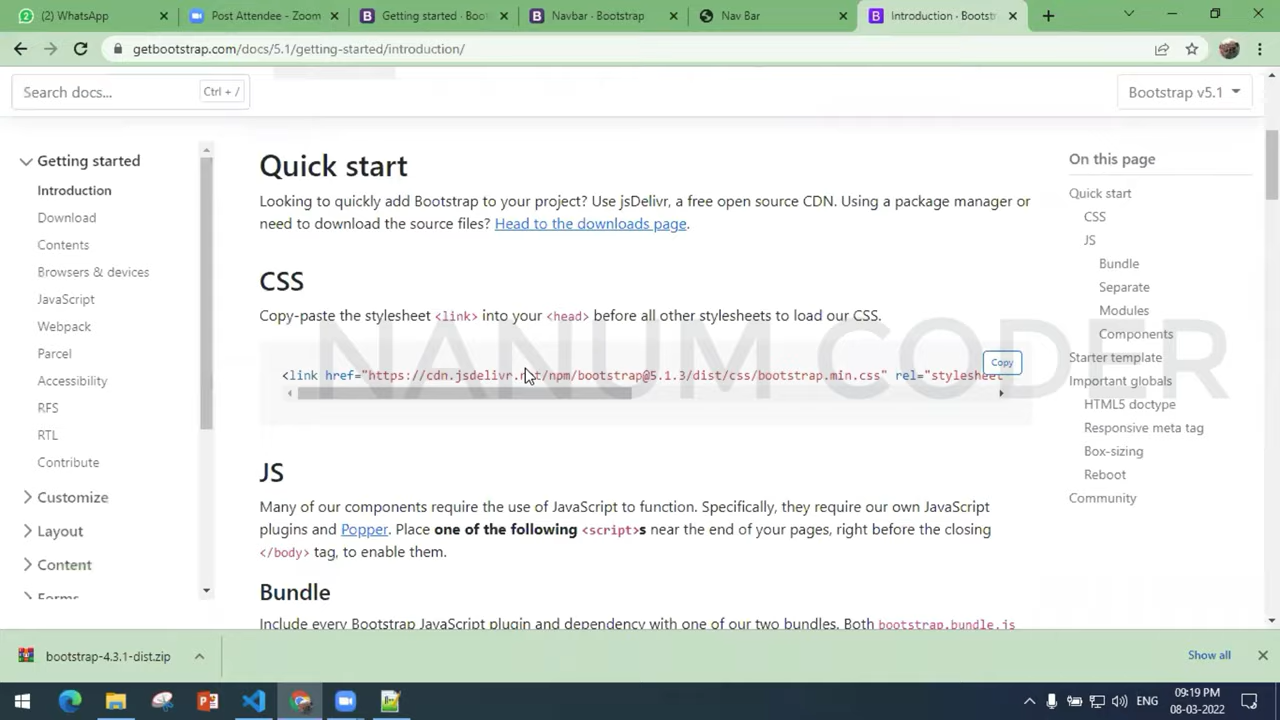 (2) WhatsApp
Post Attendee - Zoom
Getting started · Boot
Navbar · Bootstrap
Nav Bar
Introduction · Bootst
getbootstrap.com/docs/5.1/getting-started/introduction/
Search docs...
Ctrl + /
Bootstrap v5.1
Getting started
Introduction
Download
Contents
Browsers & devices
JavaScript
Webpack
Parcel
Accessibility
RFS
RTL
Contribute
Customize
Layout
Content
Forms
Quick start
Looking to quickly add Bootstrap to your project? Use jsDelivr, a free open source CDN. Using a package manager or
need to download the source files? Head to the downloads page.
CSS
Copy-paste the stylesheet <link> into your <head> before all other stylesheets to load our CSS.
Copy
<link href="https://cdn.jsdelivr.net/npm/bootstrap@5.1.3/dist/css/bootstrap.min.css" rel="stylesheet
NANUM CODER
JS
Many of our components require the use of JavaScript to function. Specifically, they require our own JavaScript
plugins and Popper. Place one of the following <script>s near the end of your pages, right before the closing
</body> tag, to enable them.
Bundle
Include every Bootstrap JavaScript plugin and dependency with one of our two bundles. Both bootstrap.bundle.js
On this page
Quick start
CSS
JS
Bundle
Separate
Modules
Components
Starter template
Important globals
HTML5 doctype
Responsive meta tag
Box-sizing
Reboot
Community
bootstrap-4.3.1-dist.zip
Show all
ENG
09:19 PM
08-03-2022